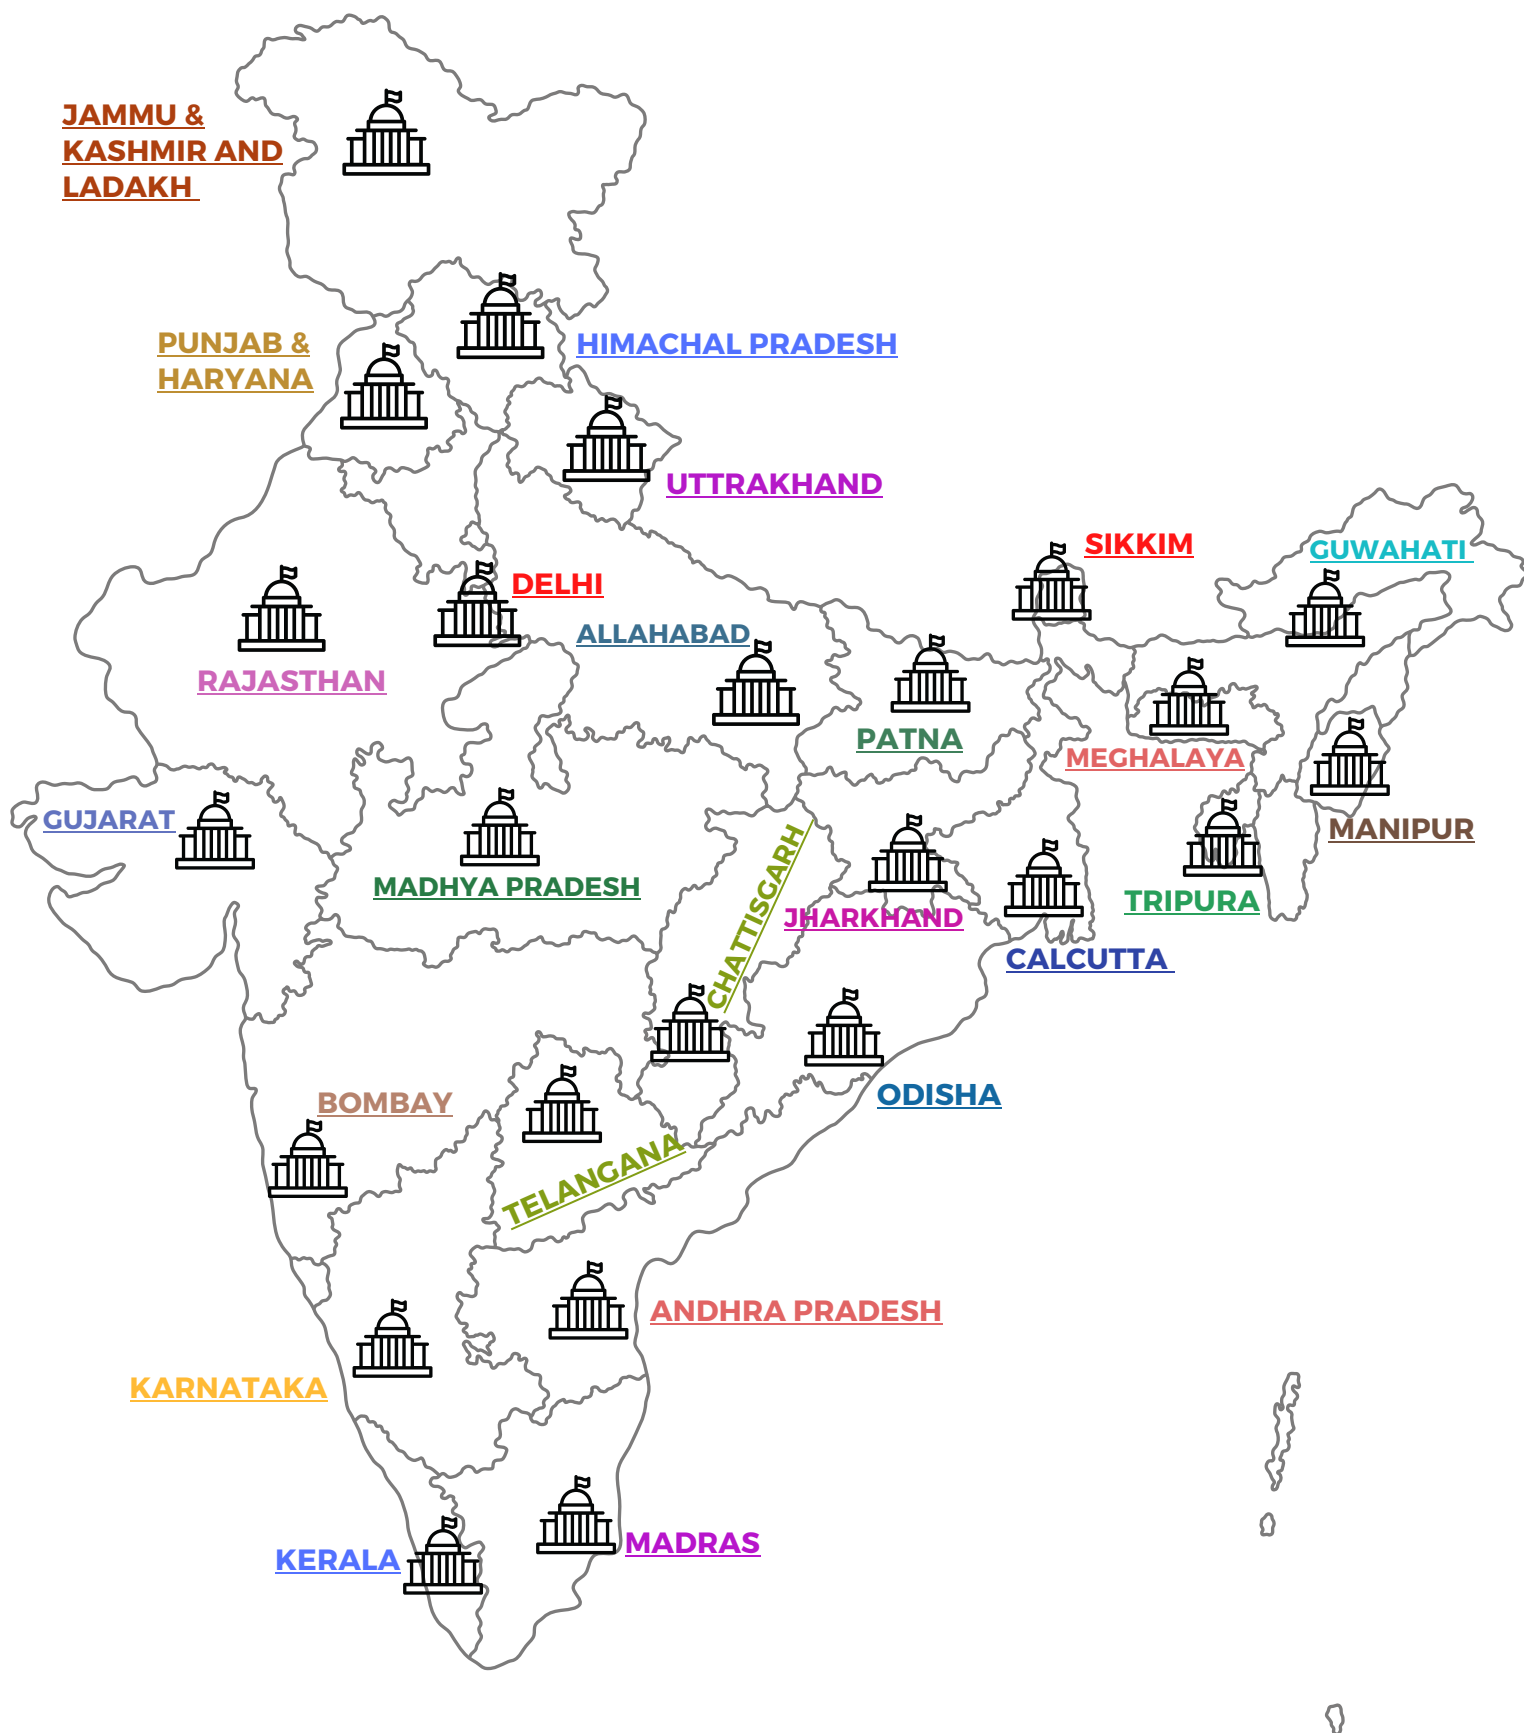 JAMMU &
KASHMIR AND
LADAKH
PUNJAB &
HARYANA
HIMACHAL PRADESH
UTTRAKHAND
SIKKIM
GUWAHATI
DELHI
ALLAHABAD
RAJASTHAN
PATNA
MEGHALAYA
GUJARAT
MANIPUR
MADHYA PRADESH
CHATTISGARH
JHARKHAND
TRIPURA
CALCUTTA
BOMBAY
ODISHA
TELANGANA
ANDHRA PRADESH
KARNATAKA
MADRAS
KERALA